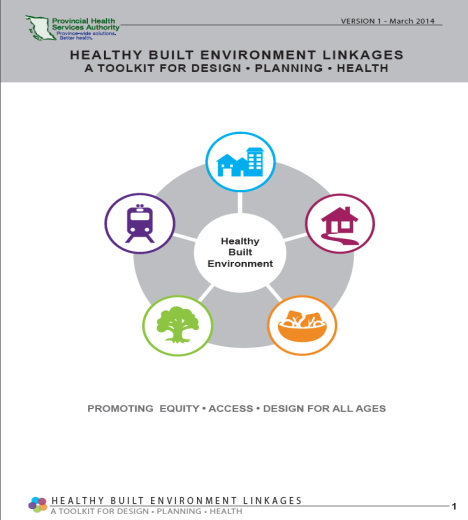 Provincial Health
Services Authority
Province-wide solutions.
Better health.
VERSION 1 - March 2014
HEALTHY BUILT ENVIRONMENT LINKAGES
A TOOLKIT FOR DESIGN • PLANNING • HEALTH
Healthy
Built
Environment
PROMOTING EQUITY • ACCESS • DESIGN FOR ALL AGES
HEALTHY BUILT ENVIRONMENT LINKAGES
A TOOLKIT FOR DESIGN • PLANNING • HEALTH
1